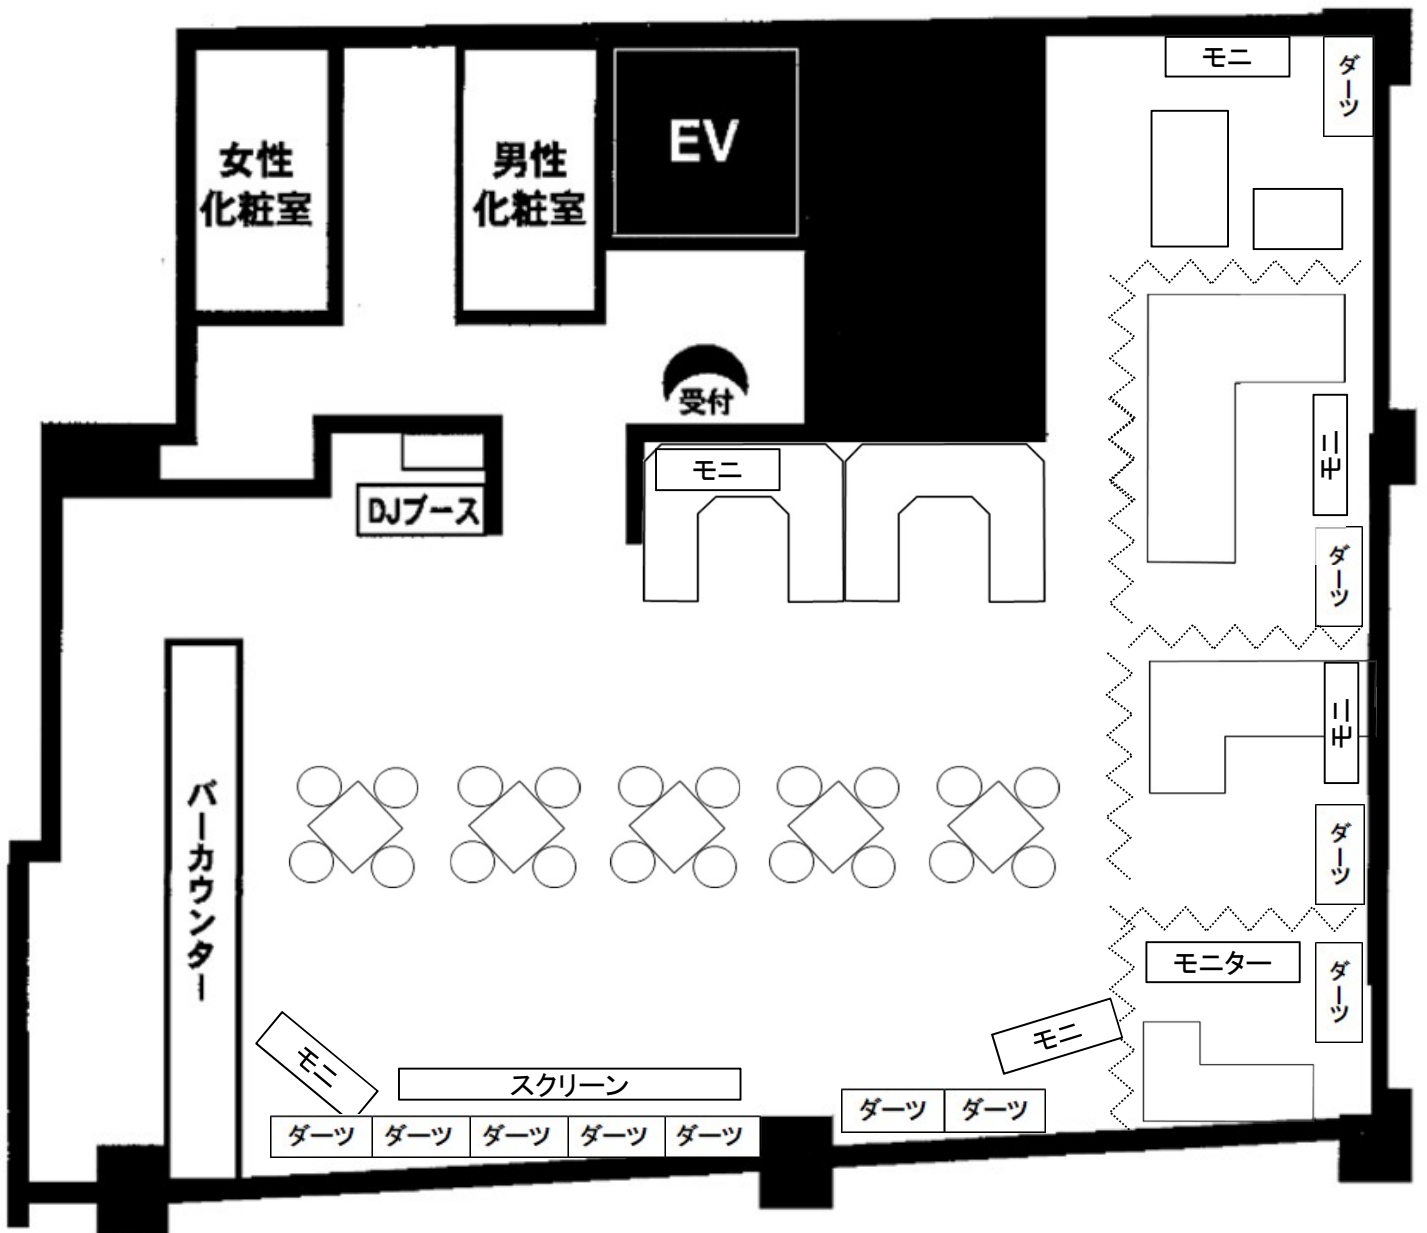 モニ
ダーツ
女性
化粧室
男性
化粧室
EV
受付
モニ
モニ
DJブース
ダーツ
モニ
バーカウンター
ダーツ
モニター
ダーツ
モニ
モニ
スクリーン
ダーツ
ダーツ
ダーツ
ダーツ
ダーツ
ダーツ
ダーツ